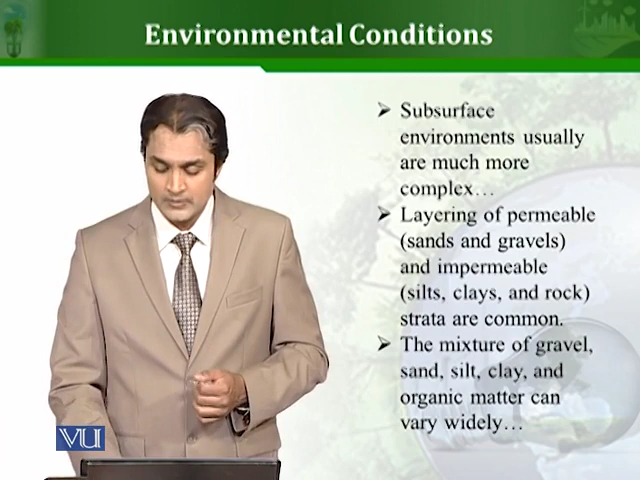 Environmental Conditions
➢ Subsurface
environments usually
are much more
complex…
➢ Layering of permeable
(sands and gravels)
and impermeable
(silts, clays, and rock)
strata are common.
➢ The mixture of gravel,
sand, silt, clay, and
organic matter can
vary widely…
VU